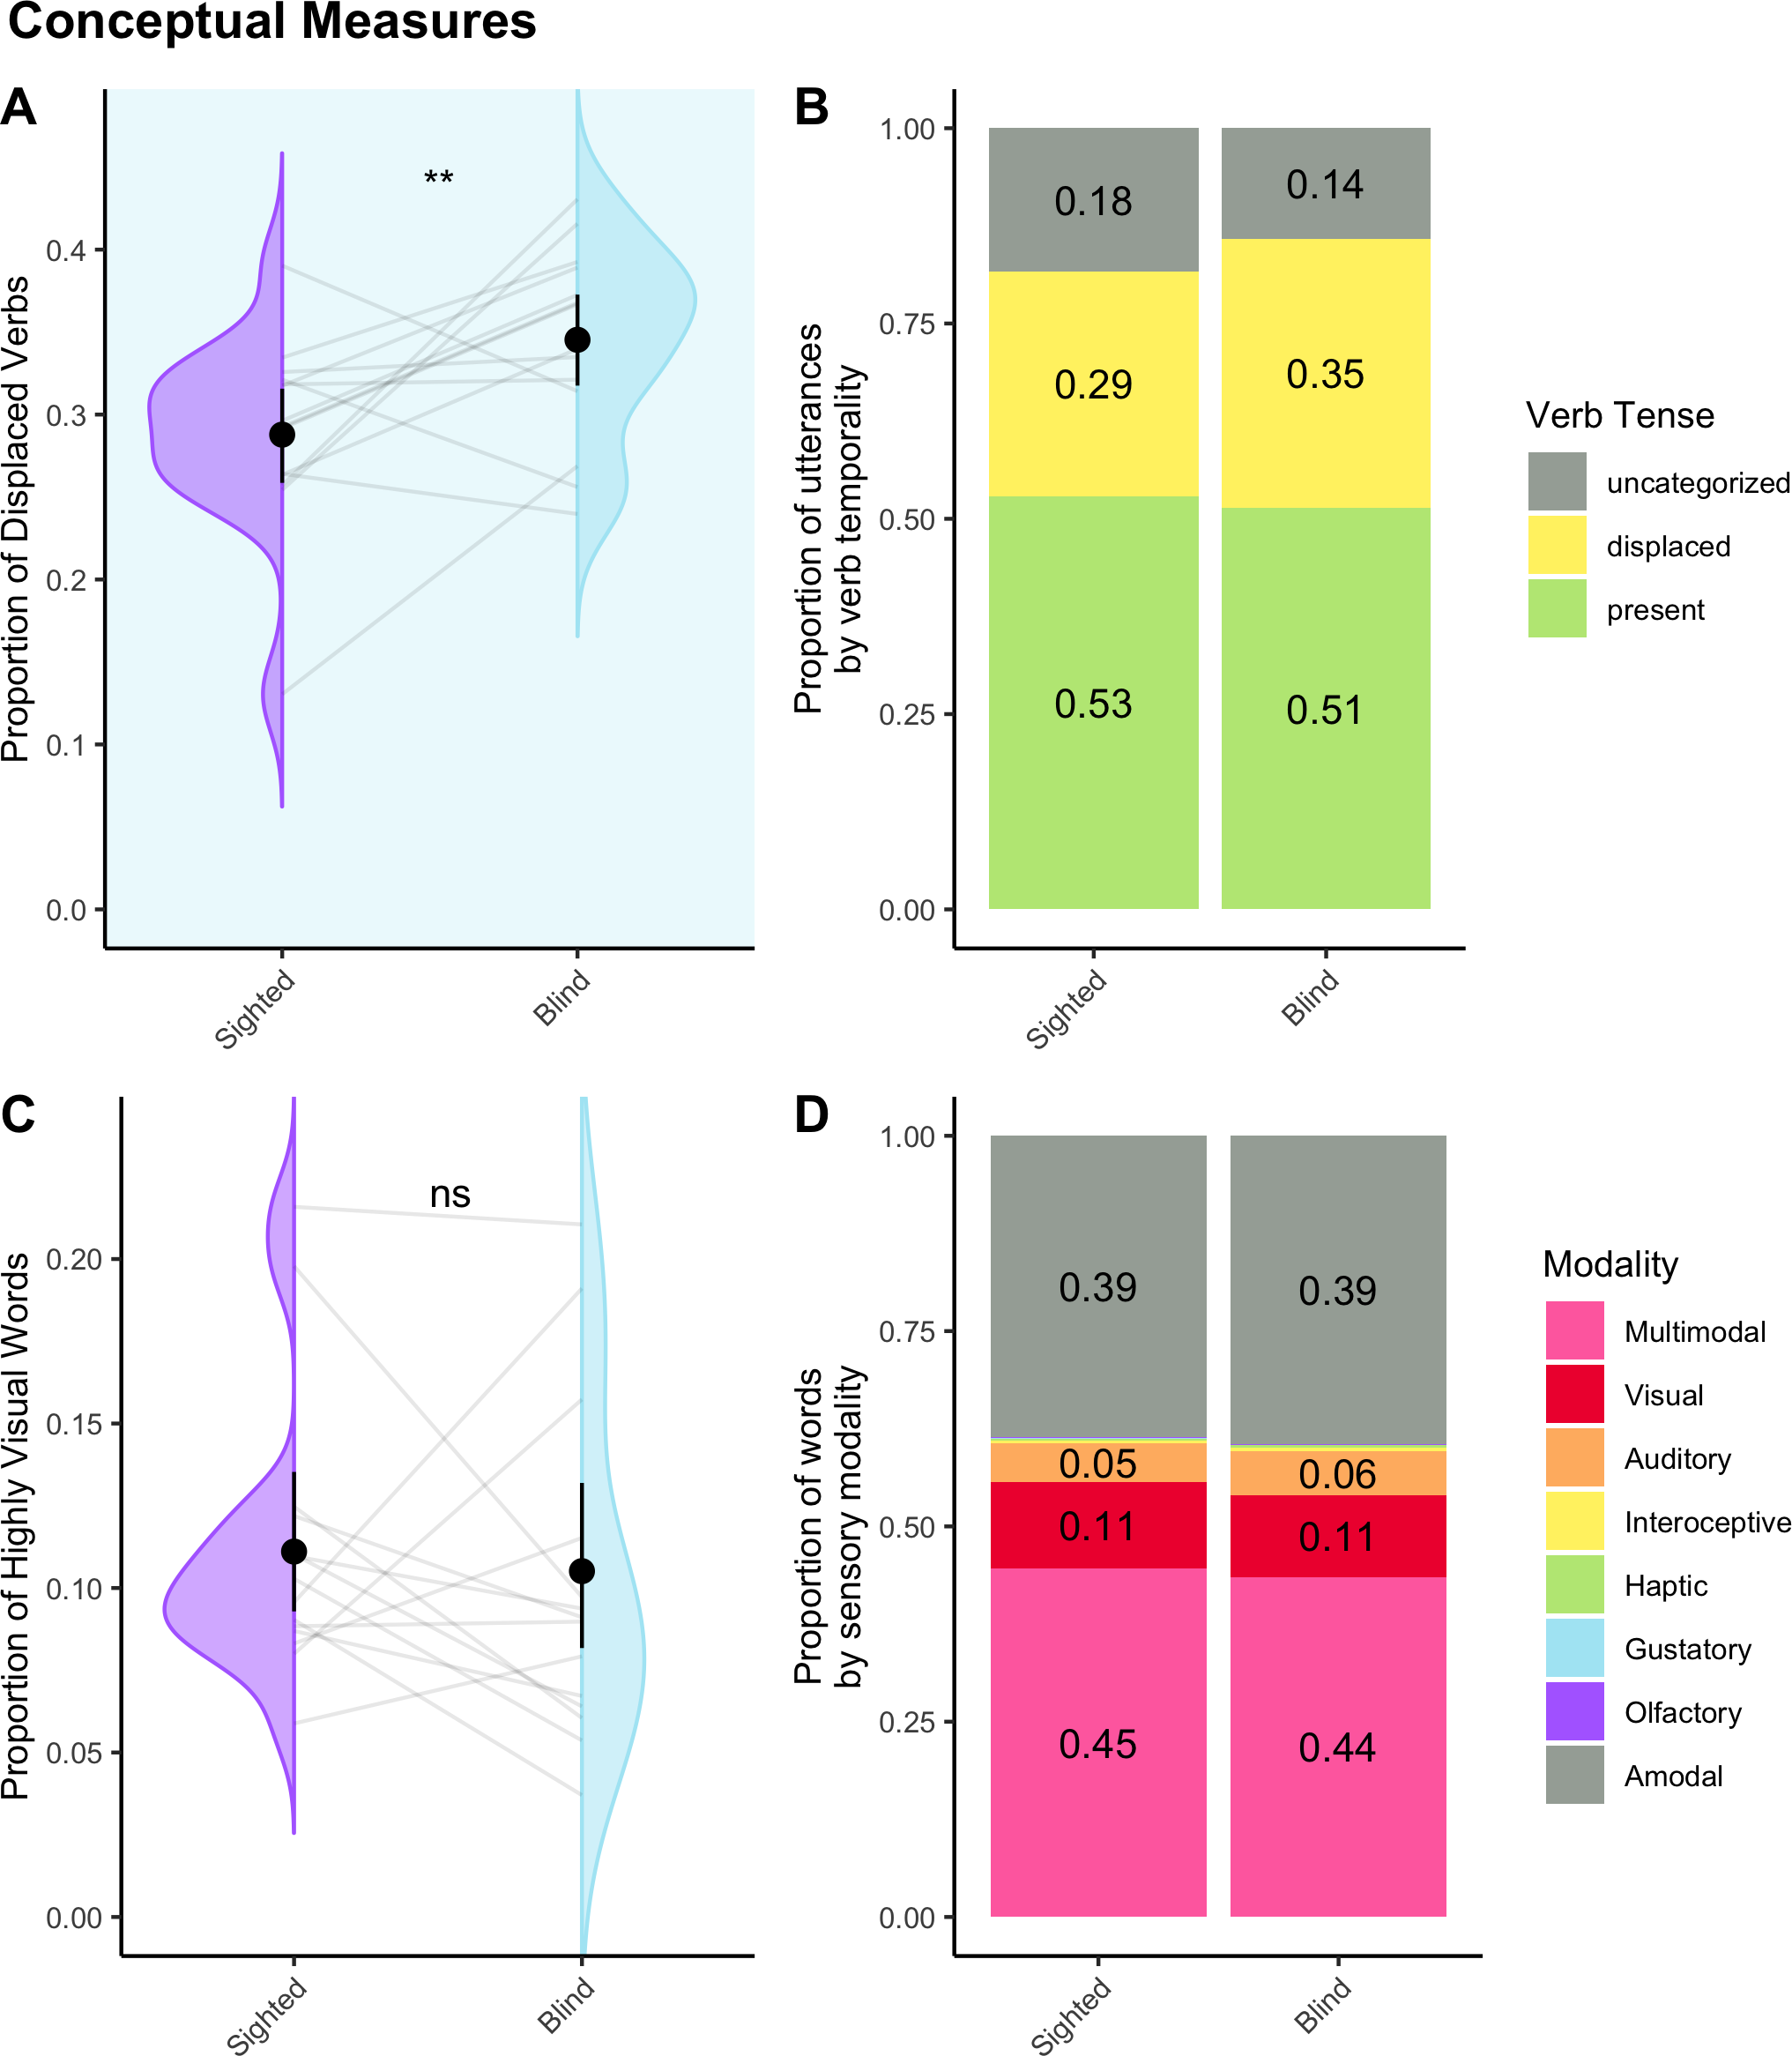 Conceptual Measures
A
Proportion of Displaced Verbs
0.4
0.3
0.2
0.1
0.0
**
Sighted
Blind
B
Proportion of utterances
by verb temporality
1.00
0.75
0.50
0.25
0.00
0.18
0.29
0.53
0.14
0.35
0.51
Sighted
Blind
Verb Tense
uncategorized
displaced
present
C
Proportion of Highly Visual Words
0.20
0.15
0.10
0.05
0.00
ns
Sighted
Blind
D
Proportion of words
by sensory modality
1.00
0.75
0.50
0.25
0.00
0.39
0.05
0.11
0.45
0.39
0.06
0.11
0.44
Sighted
Blind
Modality
Multimodal
Visual
Auditory
Interoceptive
Haptic
Gustatory
Olfactory
Amodal